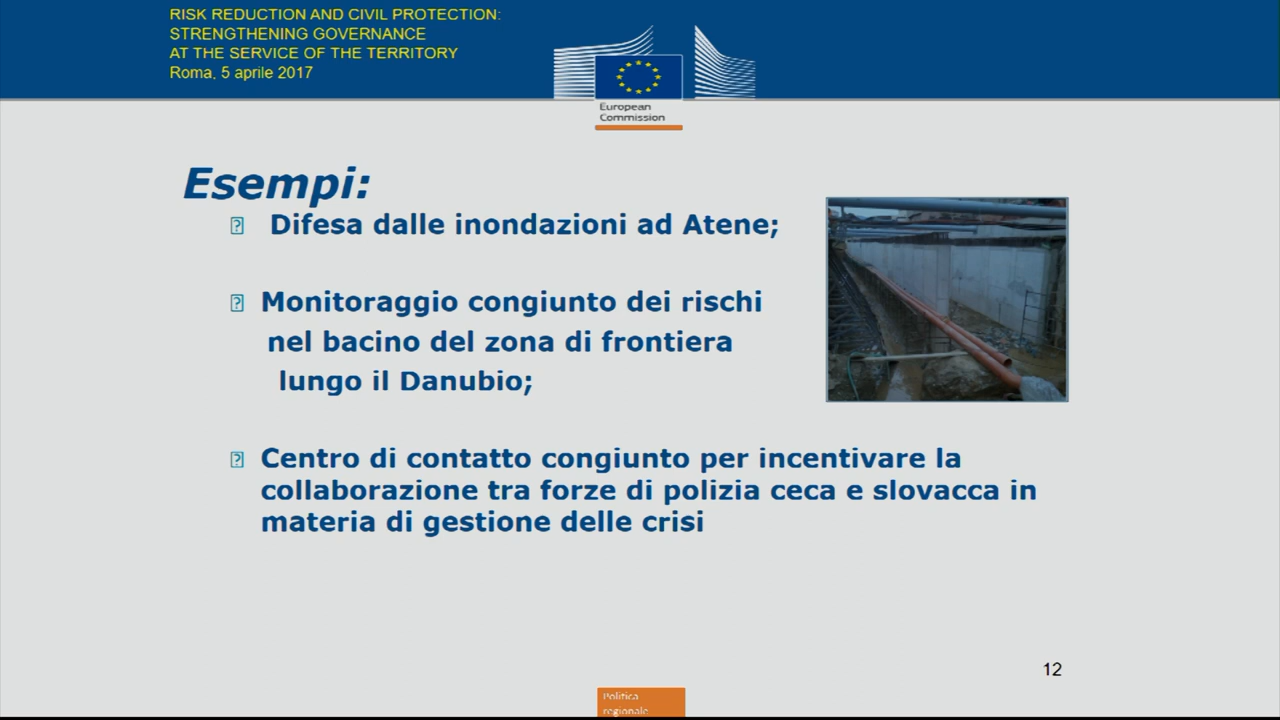 RISK REDUCTION AND CIVIL PROTECTION:
STRENGTHENING GOVERNANCE
AT THE SERVICE OF THE TERRITORY
Roma, 5 aprile 2017
European
Commission
Esempi:
Difesa dalle inondazioni ad Atene;
Monitoraggio congiunto dei rischi
nel bacino del zona di frontiera
lungo il Danubio;
Centro di contatto congiunto per incentivare la
collaborazione tra forze di polizia ceca e slovacca in
materia di gestione delle crisi
12
Politica
regionale